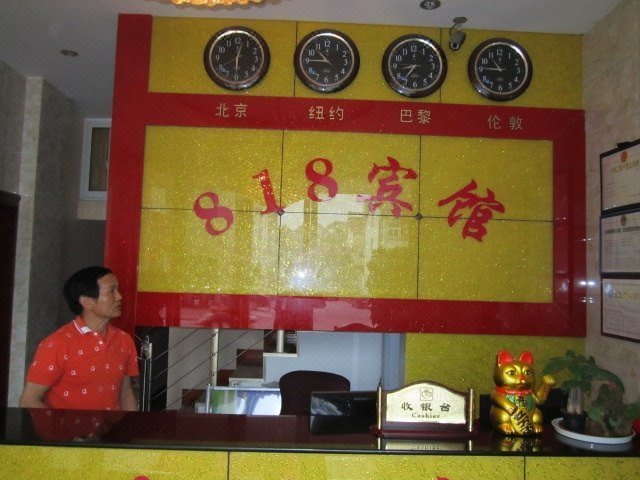 北京 纽约 巴黎 伦敦
818宾馆
收银台
Cashier